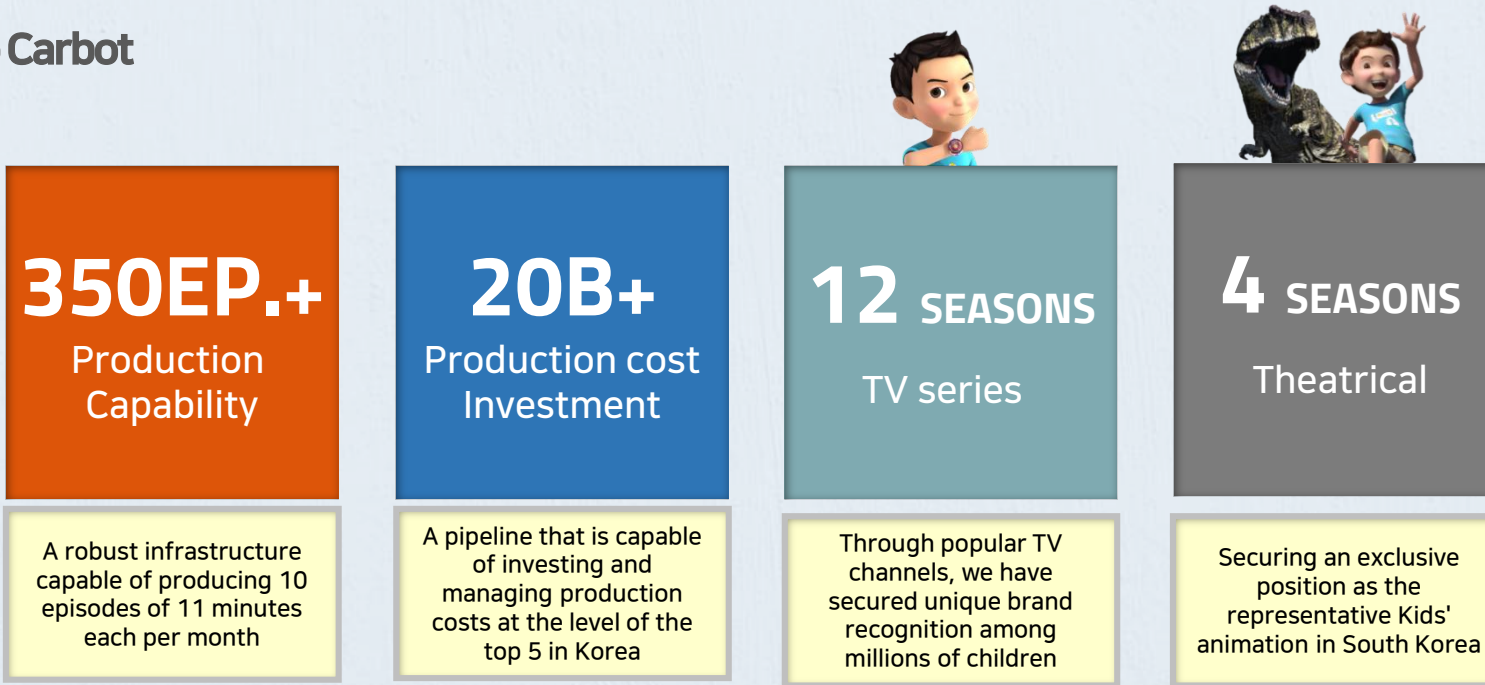 Carbot
350EP.+
Production
Capability
A robust infrastructure
capable of producing 10
episodes of 11 minutes
each per month
20B+
Production cost
Investment
A pipeline that is capable
of investing and
managing production
costs at the level of the
top 5 in Korea
12 SEASONS
TV series
Through popular TV
channels, we have
secured unique brand
recognition among
millions of children
4 SEASONS
Theatrical
Securing an exclusive
position as the
representative Kids'
animation in South Korea